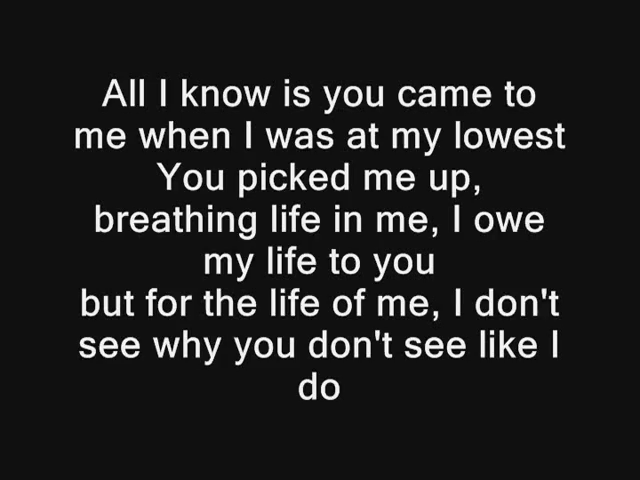 All I know is you came to
me when I was at my lowest
You picked me up,
breathing life in me, I owe
my life to you
but for the life of me, I don't
see why you don't see like I
do